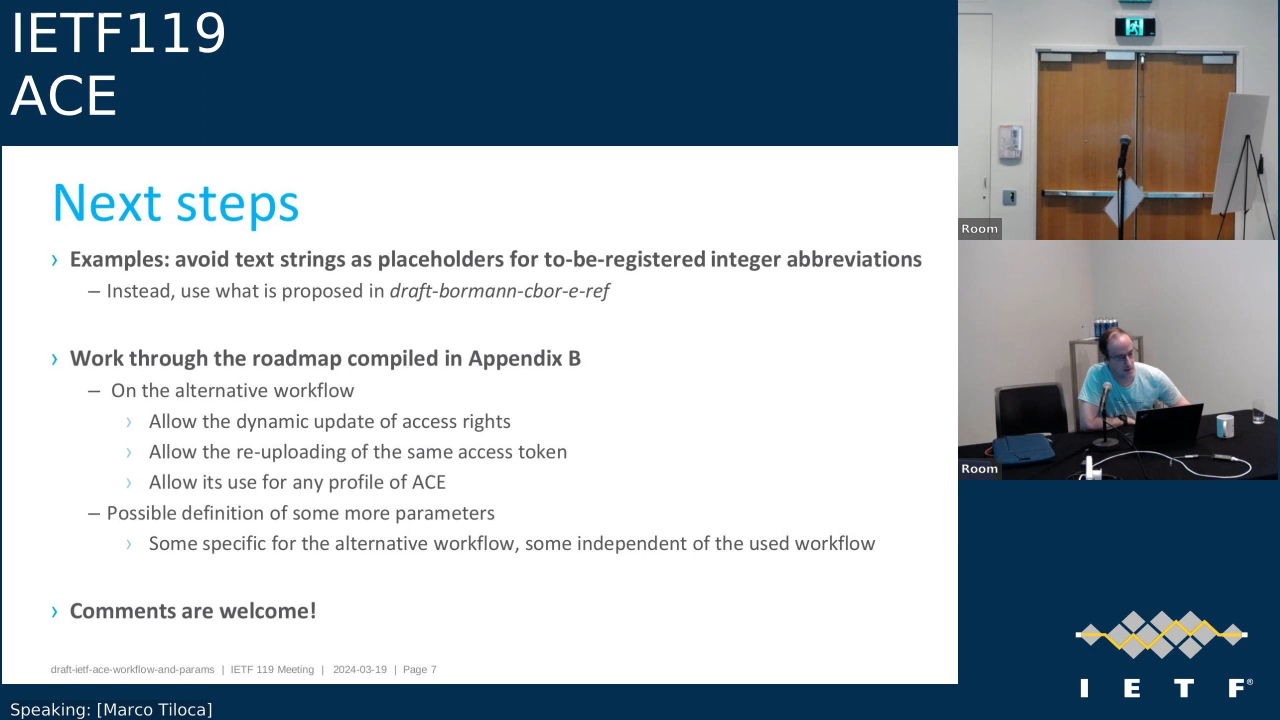 IETF119
ACE
Next steps
› Examples: avoid text strings as placeholders for to-be-registered integer abbreviations
– Instead, use what is proposed in draft-bormann-cbor-e-ref
› Work through the roadmap compiled in Appendix B
– On the alternative workflow
› Allow the dynamic update of access rights
› Allow the re-uploading of the same access token
› Allow its use for any profile of ACE
– Possible definition of some more parameters
› Some specific for the alternative workflow, some independent of the used workflow
› Comments are welcome!
draft-ietf-ace-workflow-and-params | IETF 119 Meeting | 2024-03-19 | Page 7
Speaking: [Marco Tiloca]
Room
Room
I E T F®